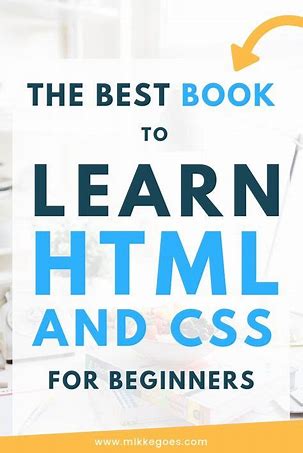 THE BEST BOOK
TO
LEARN
HTML
AND CSS
FOR BEGINNERS
www.mikkegoes.com